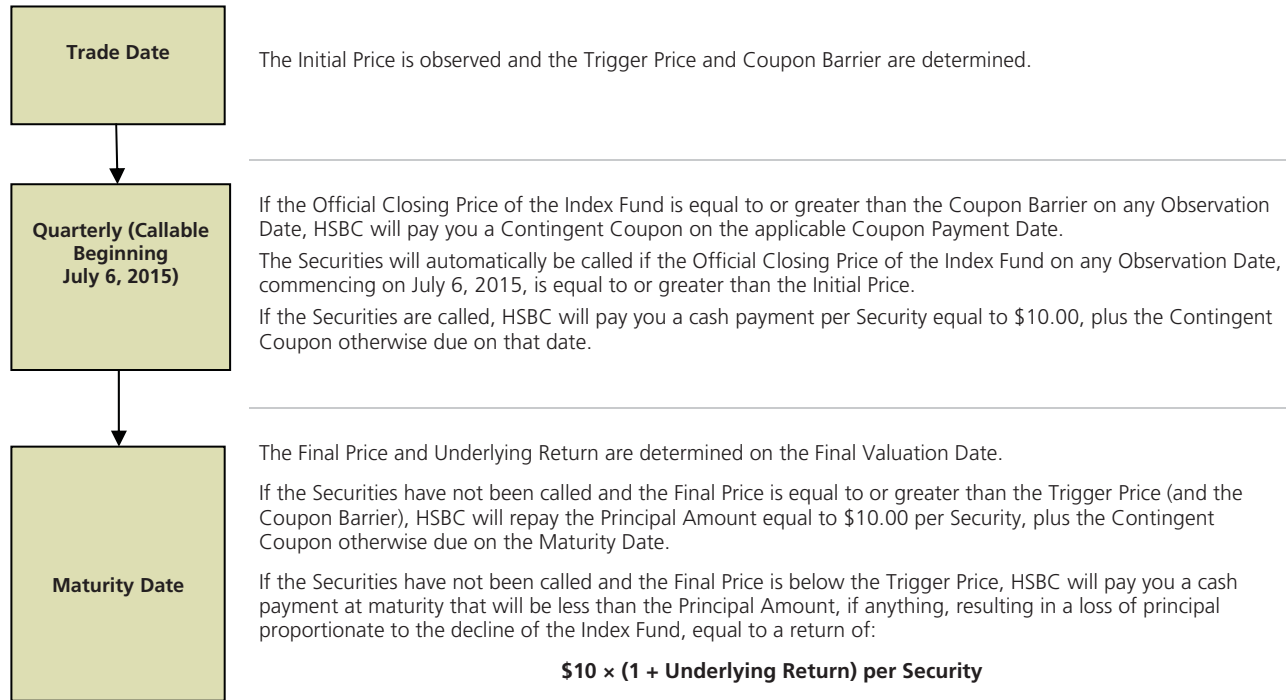 Trade Date
The Initial Price is observed and the Trigger Price and Coupon Barrier are determined.
Quarterly (Callable
Beginning
July 6, 2015)
If the Official Closing Price of the Index Fund is equal to or greater than the Coupon Barrier on any Observation
Date, HSBC will pay you a Contingent Coupon on the applicable Coupon Payment Date.
The Securities will automatically be called if the Official Closing Price of the Index Fund on any Observation Date,
commencing on July 6, 2015, is equal to or greater than the Initial Price.
If the Securities are called, HSBC will pay you a cash payment per Security equal to $10.00, plus the Contingent
Coupon otherwise due on that date.
Maturity Date
The Final Price and Underlying Return are determined on the Final Valuation Date.
If the Securities have not been called and the Final Price is equal to or greater than the Trigger Price (and the
Coupon Barrier), HSBC will repay the Principal Amount equal to $10.00 per Security, plus the Contingent
Coupon otherwise due on the Maturity Date.
If the Securities have not been called and the Final Price is below the Trigger Price, HSBC will pay you a cash
payment at maturity that will be less than the Principal Amount, if anything, resulting in a loss of principal
proportionate to the decline of the Index Fund, equal to a return of:
$10 × (1 + Underlying Return) per Security